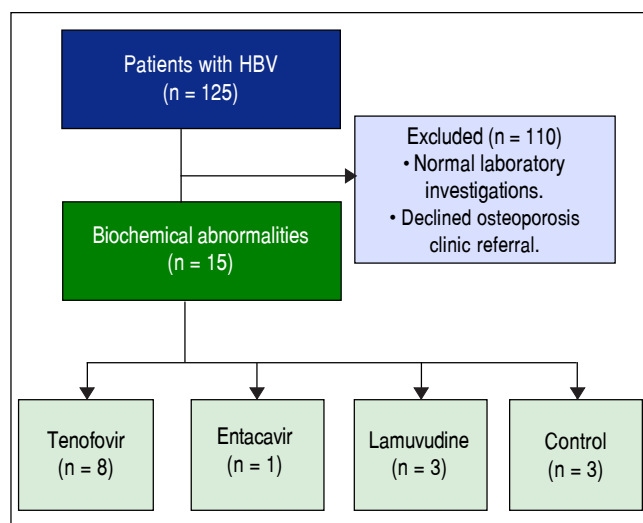 Patients with HBV
(n = 125)
Excluded (n = 110)
• Normal laboratory
investigations.
• Declined osteoporosis
clinic referral.
Biochemical abnormalities
(n = 15)
Tenofovir
(n = 8)
Entacavir
(n = 1)
Lamuvudine
(n = 3)
Control
(n = 3)